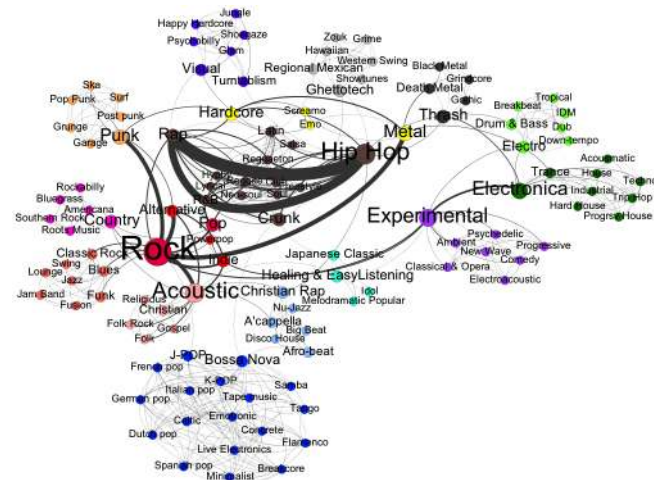 Jungle
Happy Hardcore
Shoegaze
Psychobilly
Glam
Visual
Turntablism
Zouk
Grime
Hawaiian
Western Swing
Regional Mexican
Showtunes
Ghettotech
Black Metal
Grindcore
Death Metal
Gothic
Thrash
Tropical
Breakbeat
IDM
Drum & Bass
Dub
Down-tempo
Electro
Ska
Pop Punk
Surf
Post punk
Grunge
Punk
Garage
Hardcore
Screamo
Emo
Rap
Latin
Salsa
Reggaeton
Metal
Hip Hop
Lyrical
Neosoul
R&B
Crunk
Acoumatic
Trance
House
Techno
Electronica
Industrial
Trip Hop
Hard House
Progrss House
Rockabilly
Bluegrass
Americana
Southern Rock
Country
Roots Music
Alternative
Pop
Powerpop
Rock
Indie
Experimental
Psychedelic
Ambient
New Wave
Progressive
Comedy
Classical & Opera
Electroacoustic
Classic Rock
Swing
Lounge
Blues
Jazz
Jam Band
Funk
Fusion
Japanese Classic
Healing & EasyListening
Idol
Melodramatic Popular
Acoustic
Religious
Christian
Folk Rock
Gospel
Folk
Christian Rap
Nu-Jazz
A'cappella
Big Beat
Disco House
Afro-beat
J-POP
Bossa Nova
French pop
K-POP
Samba
Italian pop
Tape music
German pop
Tango
Celtic
Emotronic
Dutch pop
Concrete
Flamenco
Live Electronics
Spanish pop
Breakcore
Minimalist